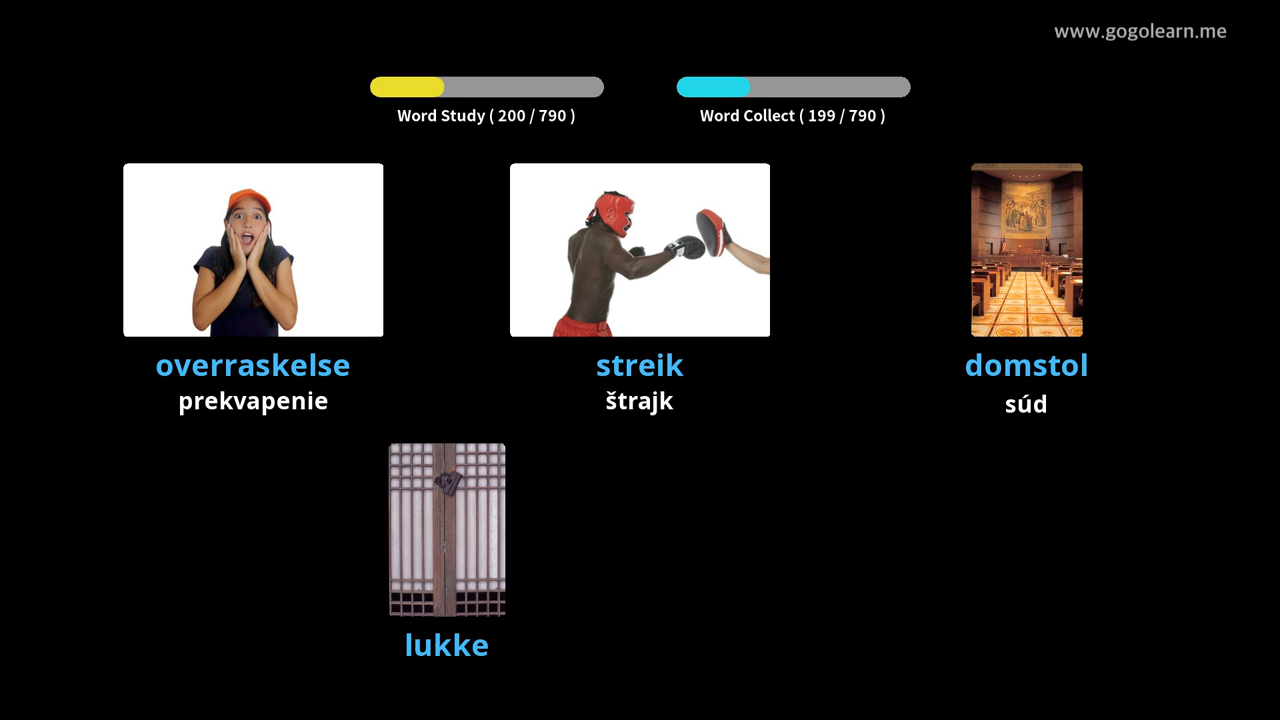 www.gogolearn.me
Word Study ( 200 / 790 )
Word Collect ( 199 / 790 )
overraskelse
prekvapenie
streik
štrajk
domstol
súd
lukke